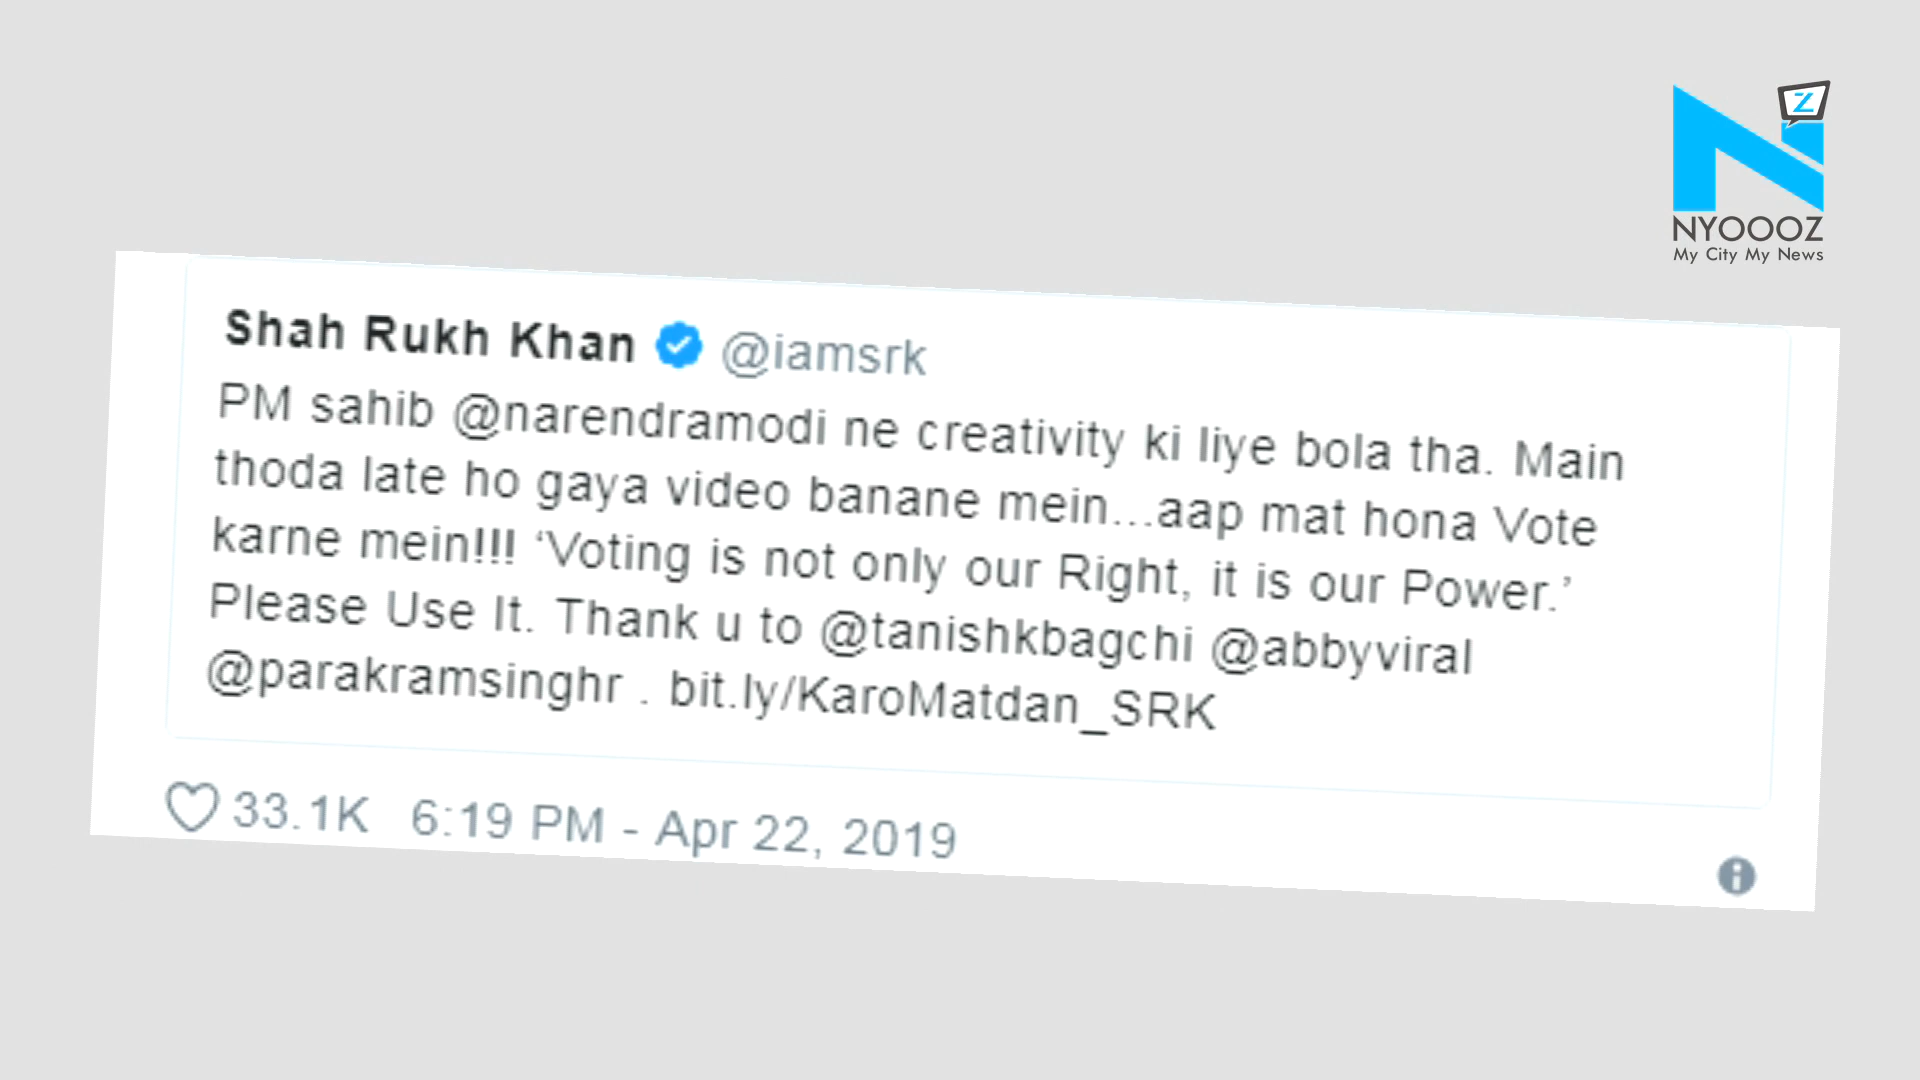 Z
NYOOOZ
My City My News
Shah Rukh Khan @iamsrk
PM sahib @narendramodi ne creativity ki liye bola tha. Main
thoda late ho gaya video banane mein...aap mat hona Vote
karne mein!!! ‘Voting is not only our Right, it is our Power.’
Please Use It. Thank u to @tanishkbagchi @abbyviral
@parakramsinghr . bit.ly/KaroMatdan_SRK
33.1K 6:19 PM - Apr 22, 2019